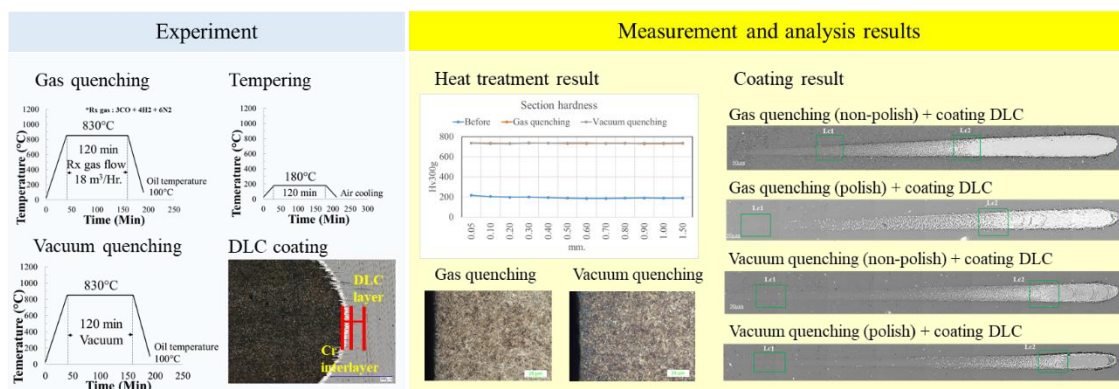 Experiment
Gas quenching
1200
1000
800
600
400
200
0
Temperature (°C)
*Rx gas : 3CO + 4H2 + 6N2
830°C
120 min
Rx gas flow
18 m³/Hr.
Oil temperature
100°C
0 50 100 150 200 250
Time (Min)
Tempering
1200
1000
800
600
400
200
0
Temerature (°C)
180°C
120 min
Air cooling
0 50 100 150 200 250 300
Time (Min)
Vacuum quenching
1200
1000
800
600
400
200
0
Temerature (°C)
830°C
120 min
Vacuum
Oil temperature
100°C
0 50 100 150 200 250
Time (Min)
DLC coating
DLC
layer
Cr
interlayer
Measurement and analysis results
Heat treatment result
Section hardness
Before Gas quenching Vacuum quenching
Hv300g
800
600
400
200
0
0.05 0.10 0.20 0.30 0.40 0.50 0.60 0.70 0.80 0.90 1.00 1.50
mm.
Gas quenching
Vacuum quenching
Coating result
Gas quenching (non-polish) + coating DLC
Lc1 Lc2
Gas quenching (polish) + coating DLC
Lc1 Lc2
Vacuum quenching (non-polish) + coating DLC
Lc1 Lc2
20μm
Vacuum quenching (polish) + coating DLC
Lc1 Lc2